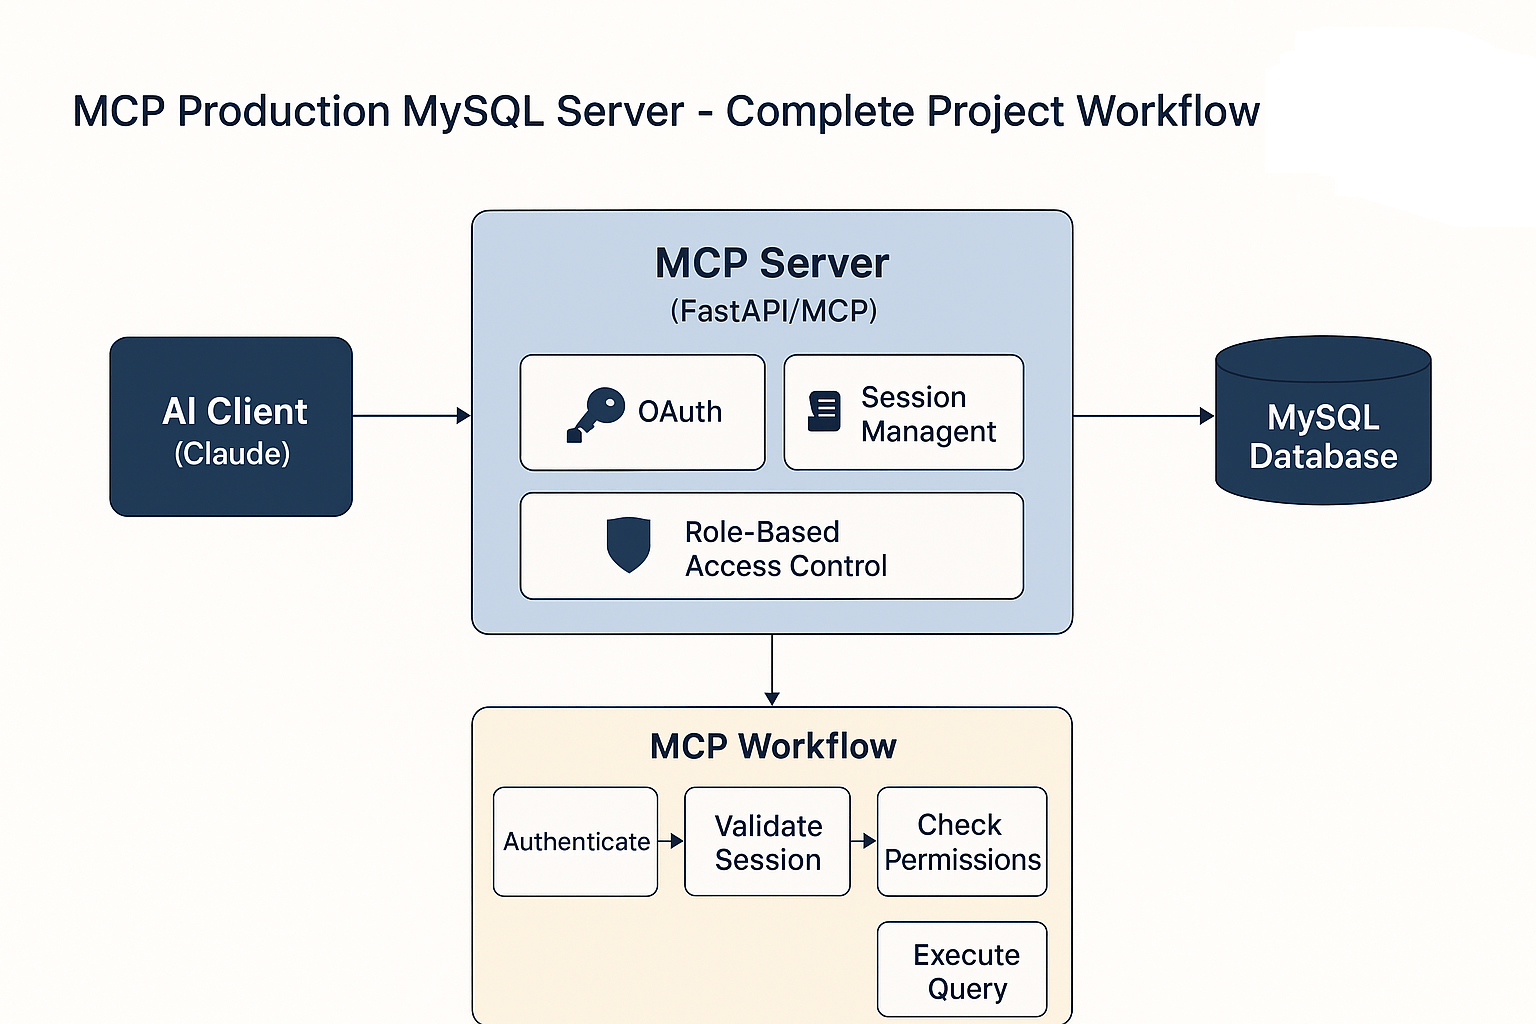 MCP Production MySQL Server - Complete Project Workflow
MCP Server
(FastAPI/MCP)
AI Client
(Claude)
OAuth
Session
Managent
Role-Based
Access Control
MySQL
Database
MCP Workflow
Authenticate
Validate
Session
Check
Permissions
Execute
Query